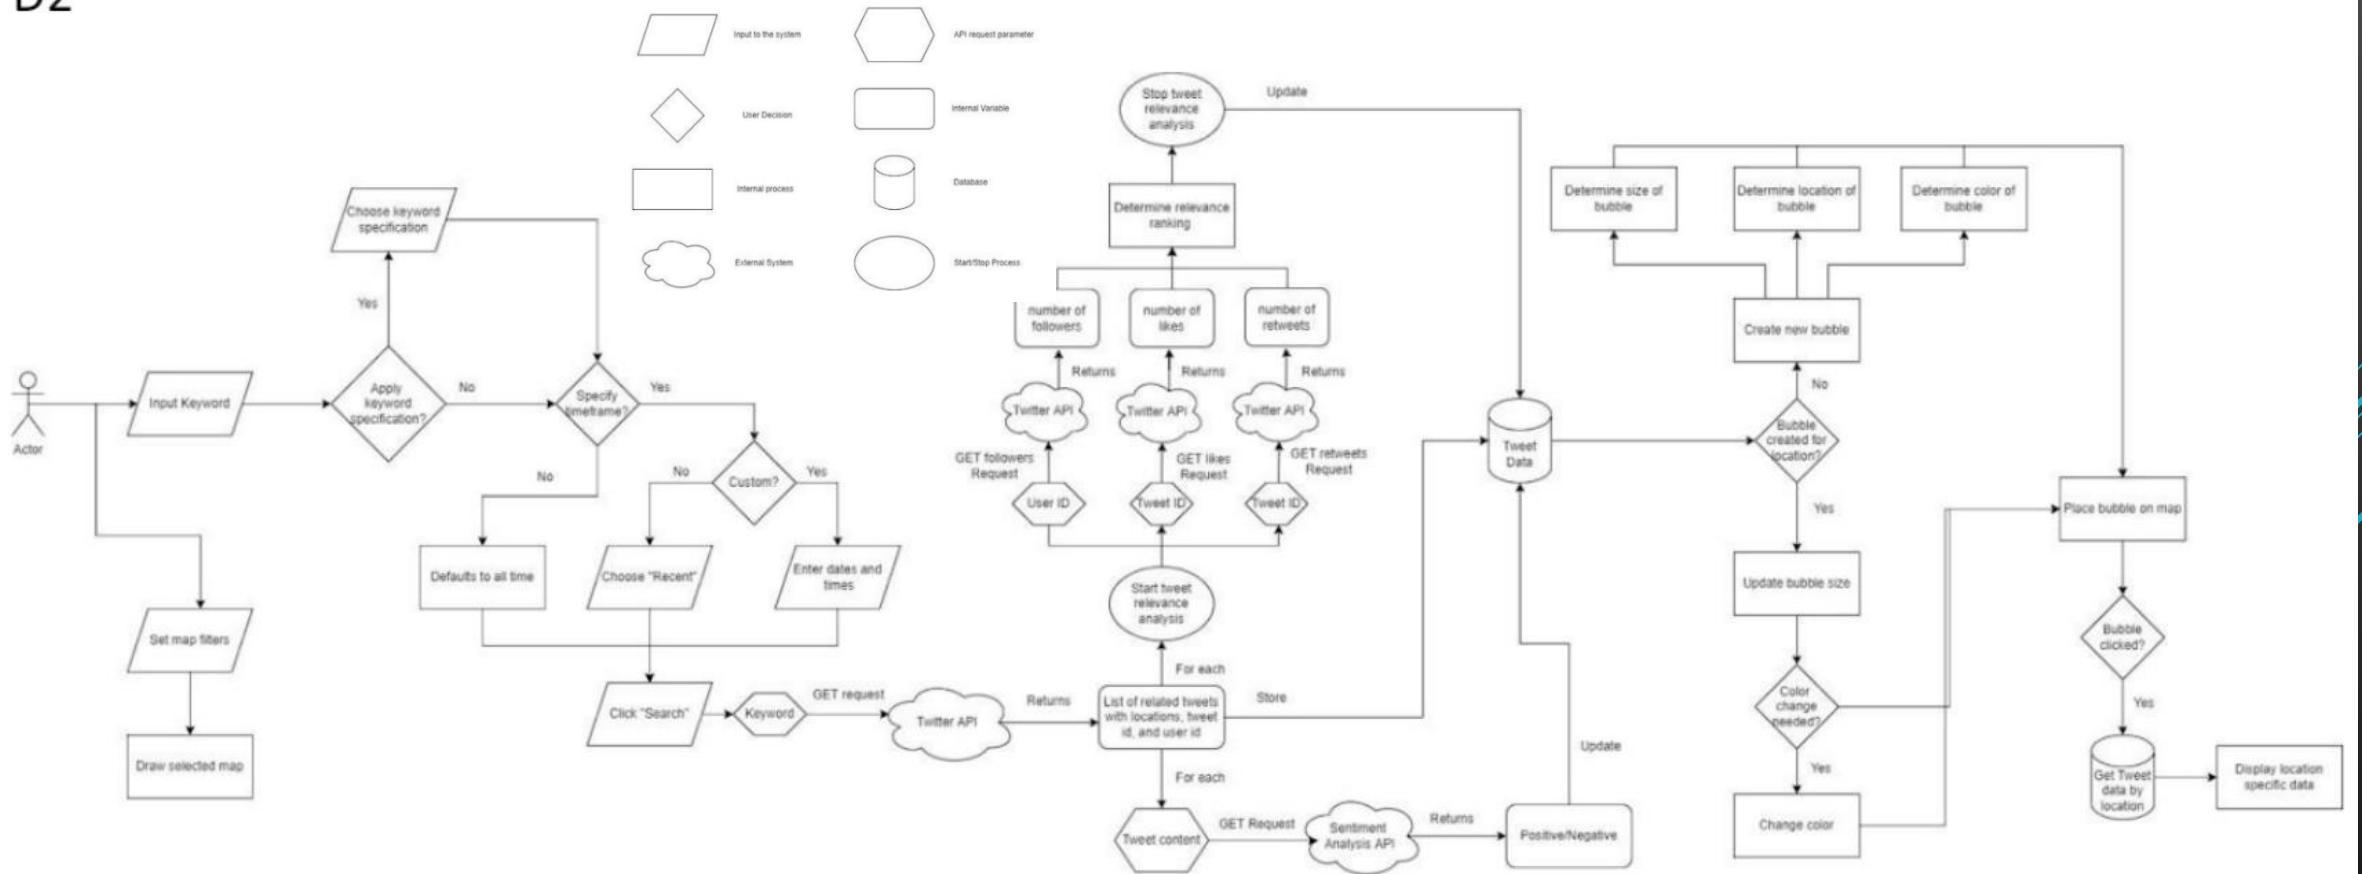 D2
Input to the system
API request parameter
User Decision
Internal Variable
Internal process
Database
External System
Start/Stop Process
Actor
Input Keyword
Set map filters
Draw selected map
Apply
keyword
specification?
Yes
No
Choose keyword
specification
Specify
timeframe?
Yes
No
Custom?
No
Yes
Defaults to all time
Choose "Recent"
Enter dates and
times
Click "Search"
Keyword
GET request
Twitter API
Returns
List of related tweets
with locations, tweet
id, and user id
Store
For each
Start tweet
relevance
analysis
User ID
Tweet ID
Tweet ID
GET followers
Request
GET likes
Request
GET retweets
Request
Twitter API
Twitter API
Twitter API
Returns
Returns
Returns
number of
followers
number of
likes
number of
retweets
Determine relevance
ranking
Stop tweet
relevance
analysis
Update
For each
Tweet content
GET Request
Sentiment
Analysis API
Returns
Positive/Negative
Update
Tweet
Data
Bubble
created for
location?
No
Create new bubble
Determine size of
bubble
Determine location of
bubble
Determine color of
bubble
Yes
Update bubble size
Color
change
needed?
Yes
Change color
Place bubble on map
Bubble
clicked?
Yes
Get Tweet
data by
location
Display location
specific data